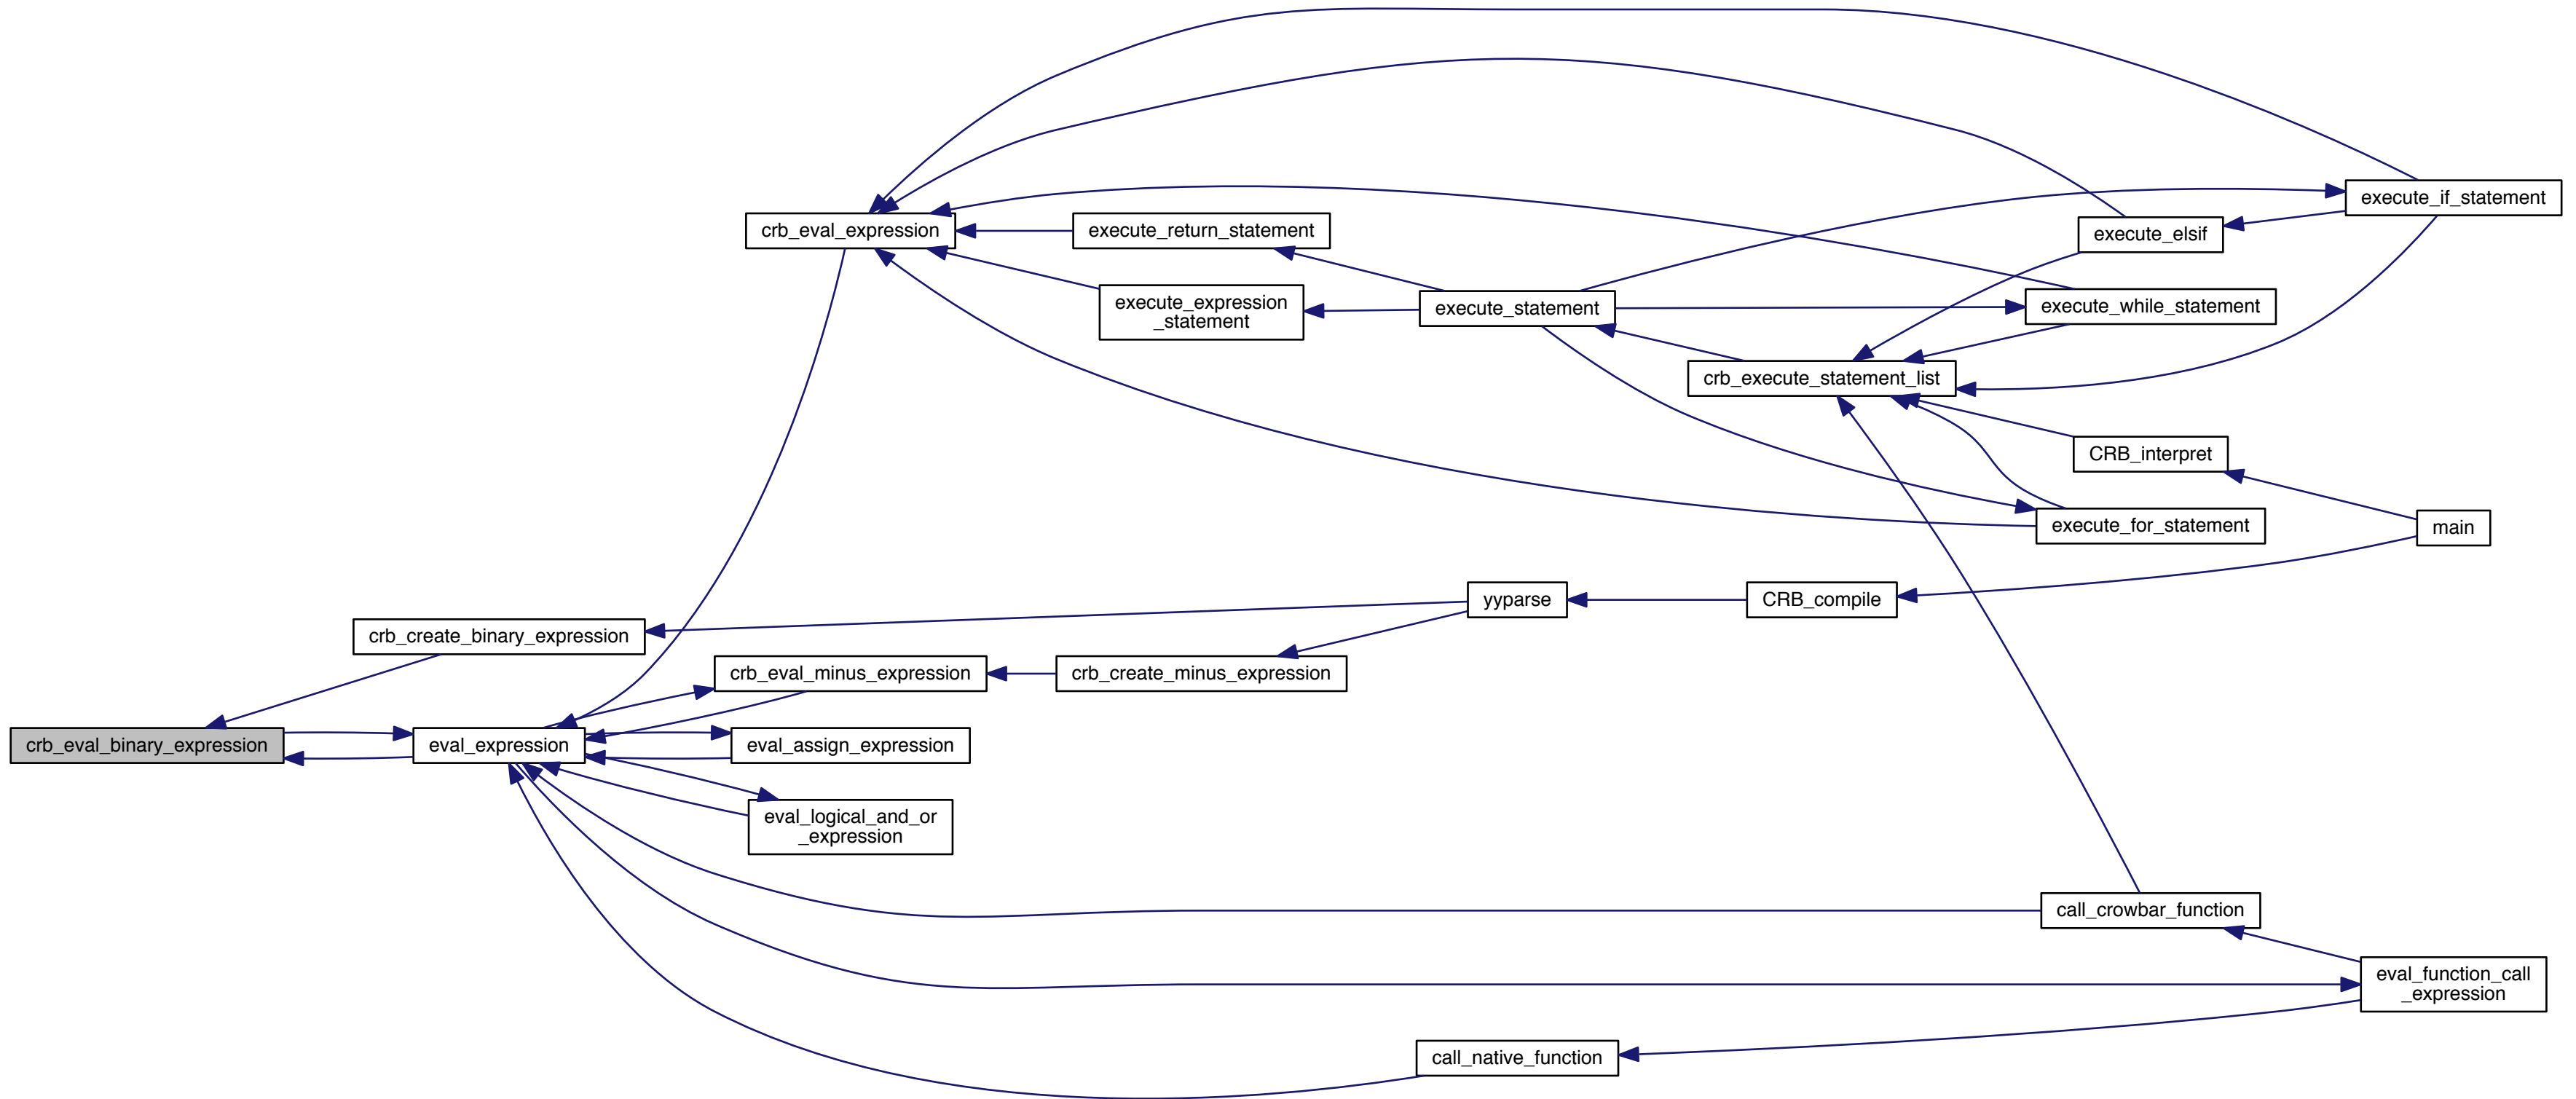 crb_eval_expression
execute_return_statement
execute_expression
_statement
execute_statement
execute_elsif
execute_if_statement
execute_while_statement
crb_execute_statement_list
CRB_interpret
execute_for_statement
main
yyparse
CRB_compile
crb_create_binary_expression
crb_eval_minus_expression
crb_create_minus_expression
crb_eval_binary_expression
eval_expression
eval_assign_expression
eval_logical_and_or
_expression
call_crowbar_function
eval_function_call
_expression
call_native_function